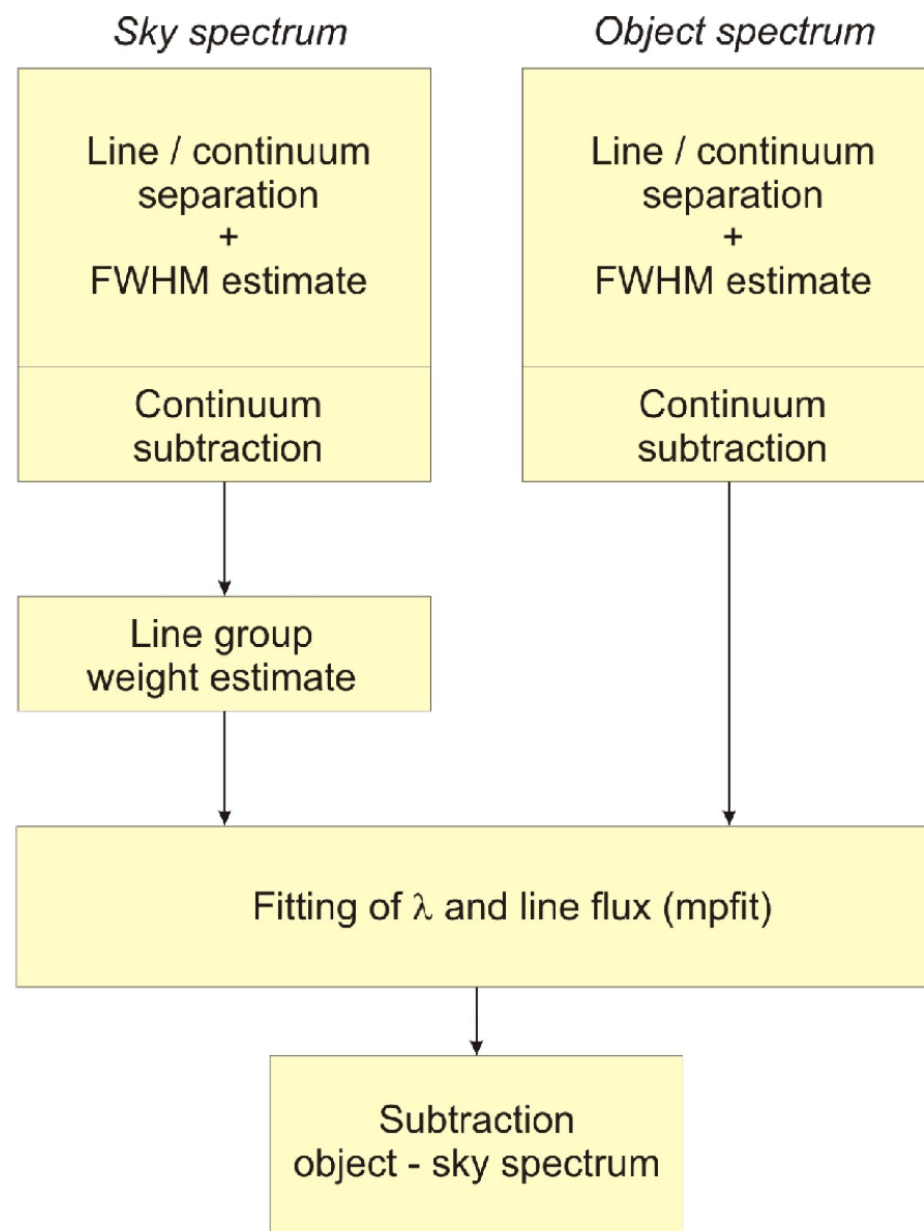 Sky spectrum
Line / continuum
separation
+
FWHM estimate
Continuum
subtraction
Line group
weight estimate
Object spectrum
Line / continuum
separation
+
FWHM estimate
Continuum
subtraction
Fitting of λ and line flux (mpfit)
Subtraction
object - sky spectrum